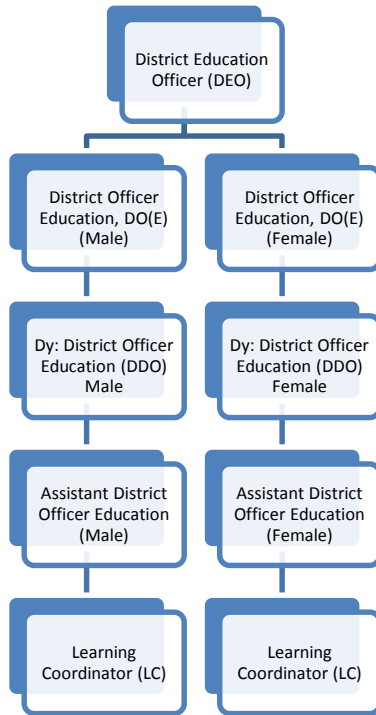 District Education
Officer (DEO)
District Officer
Education, DO(E)
(Male)
District Officer
Education, DO(E)
(Female)
Dy: District Officer
Education (DDO)
Male
Dy: District Officer
Education (DDO)
Female
Assistant District
Officer Education
(Male)
Assistant District
Officer Education
(Female)
Learning
Coordinator (LC)
Learning
Coordinator (LC)